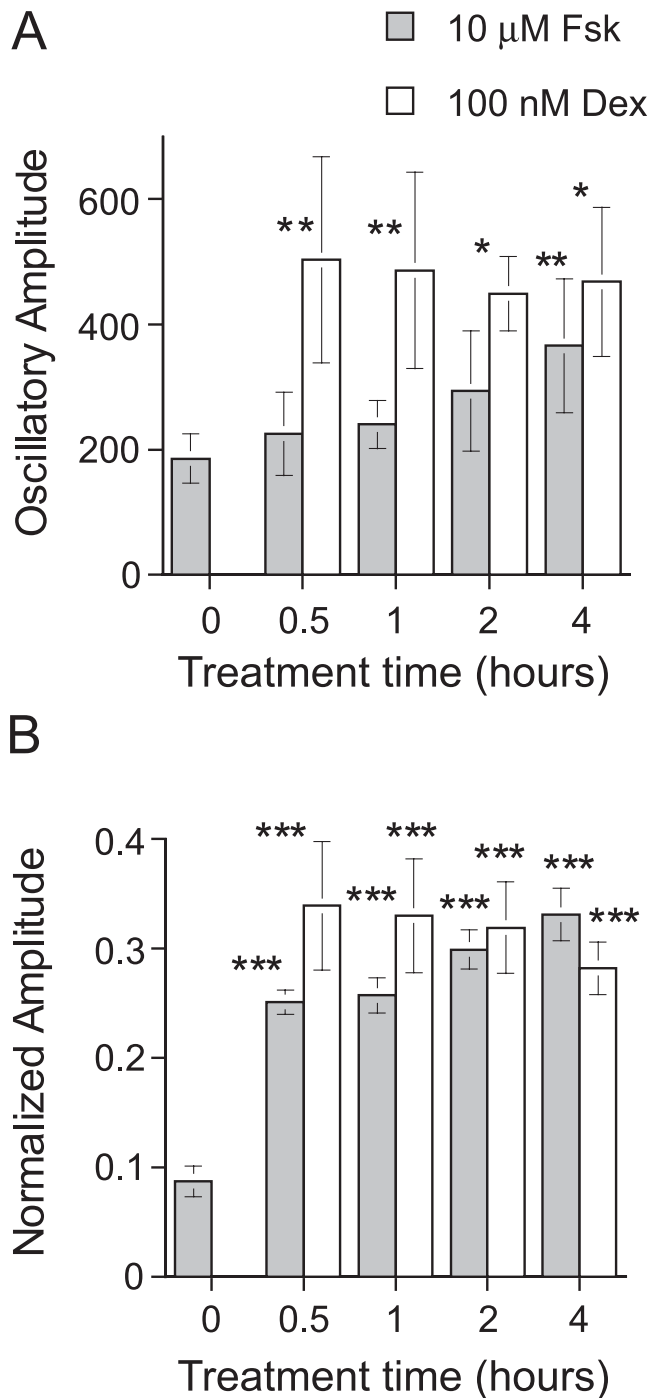 A
10 μM Fsk
100 nM Dex
Oscillatory Amplitude
600
400
200
0
** ** * ** *
0 0.5 1 2 4
Treatment time (hours)
B
Normalized Amplitude
0.4
0.3
0.2
0.1
0
*** *** *** *** *** *** *** ***
0 0.5 1 2 4
Treatment time (hours)